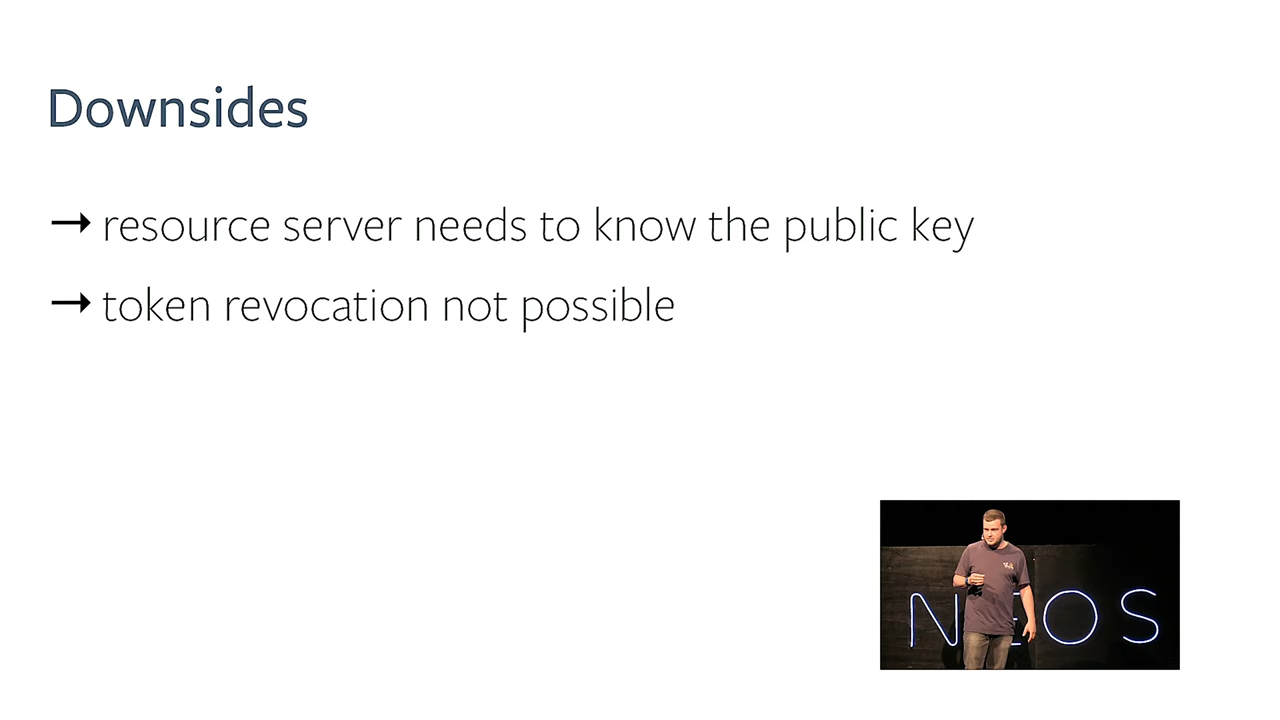 Downsides
→ resource server needs to know the public key
→ token revocation not possible
NEOS